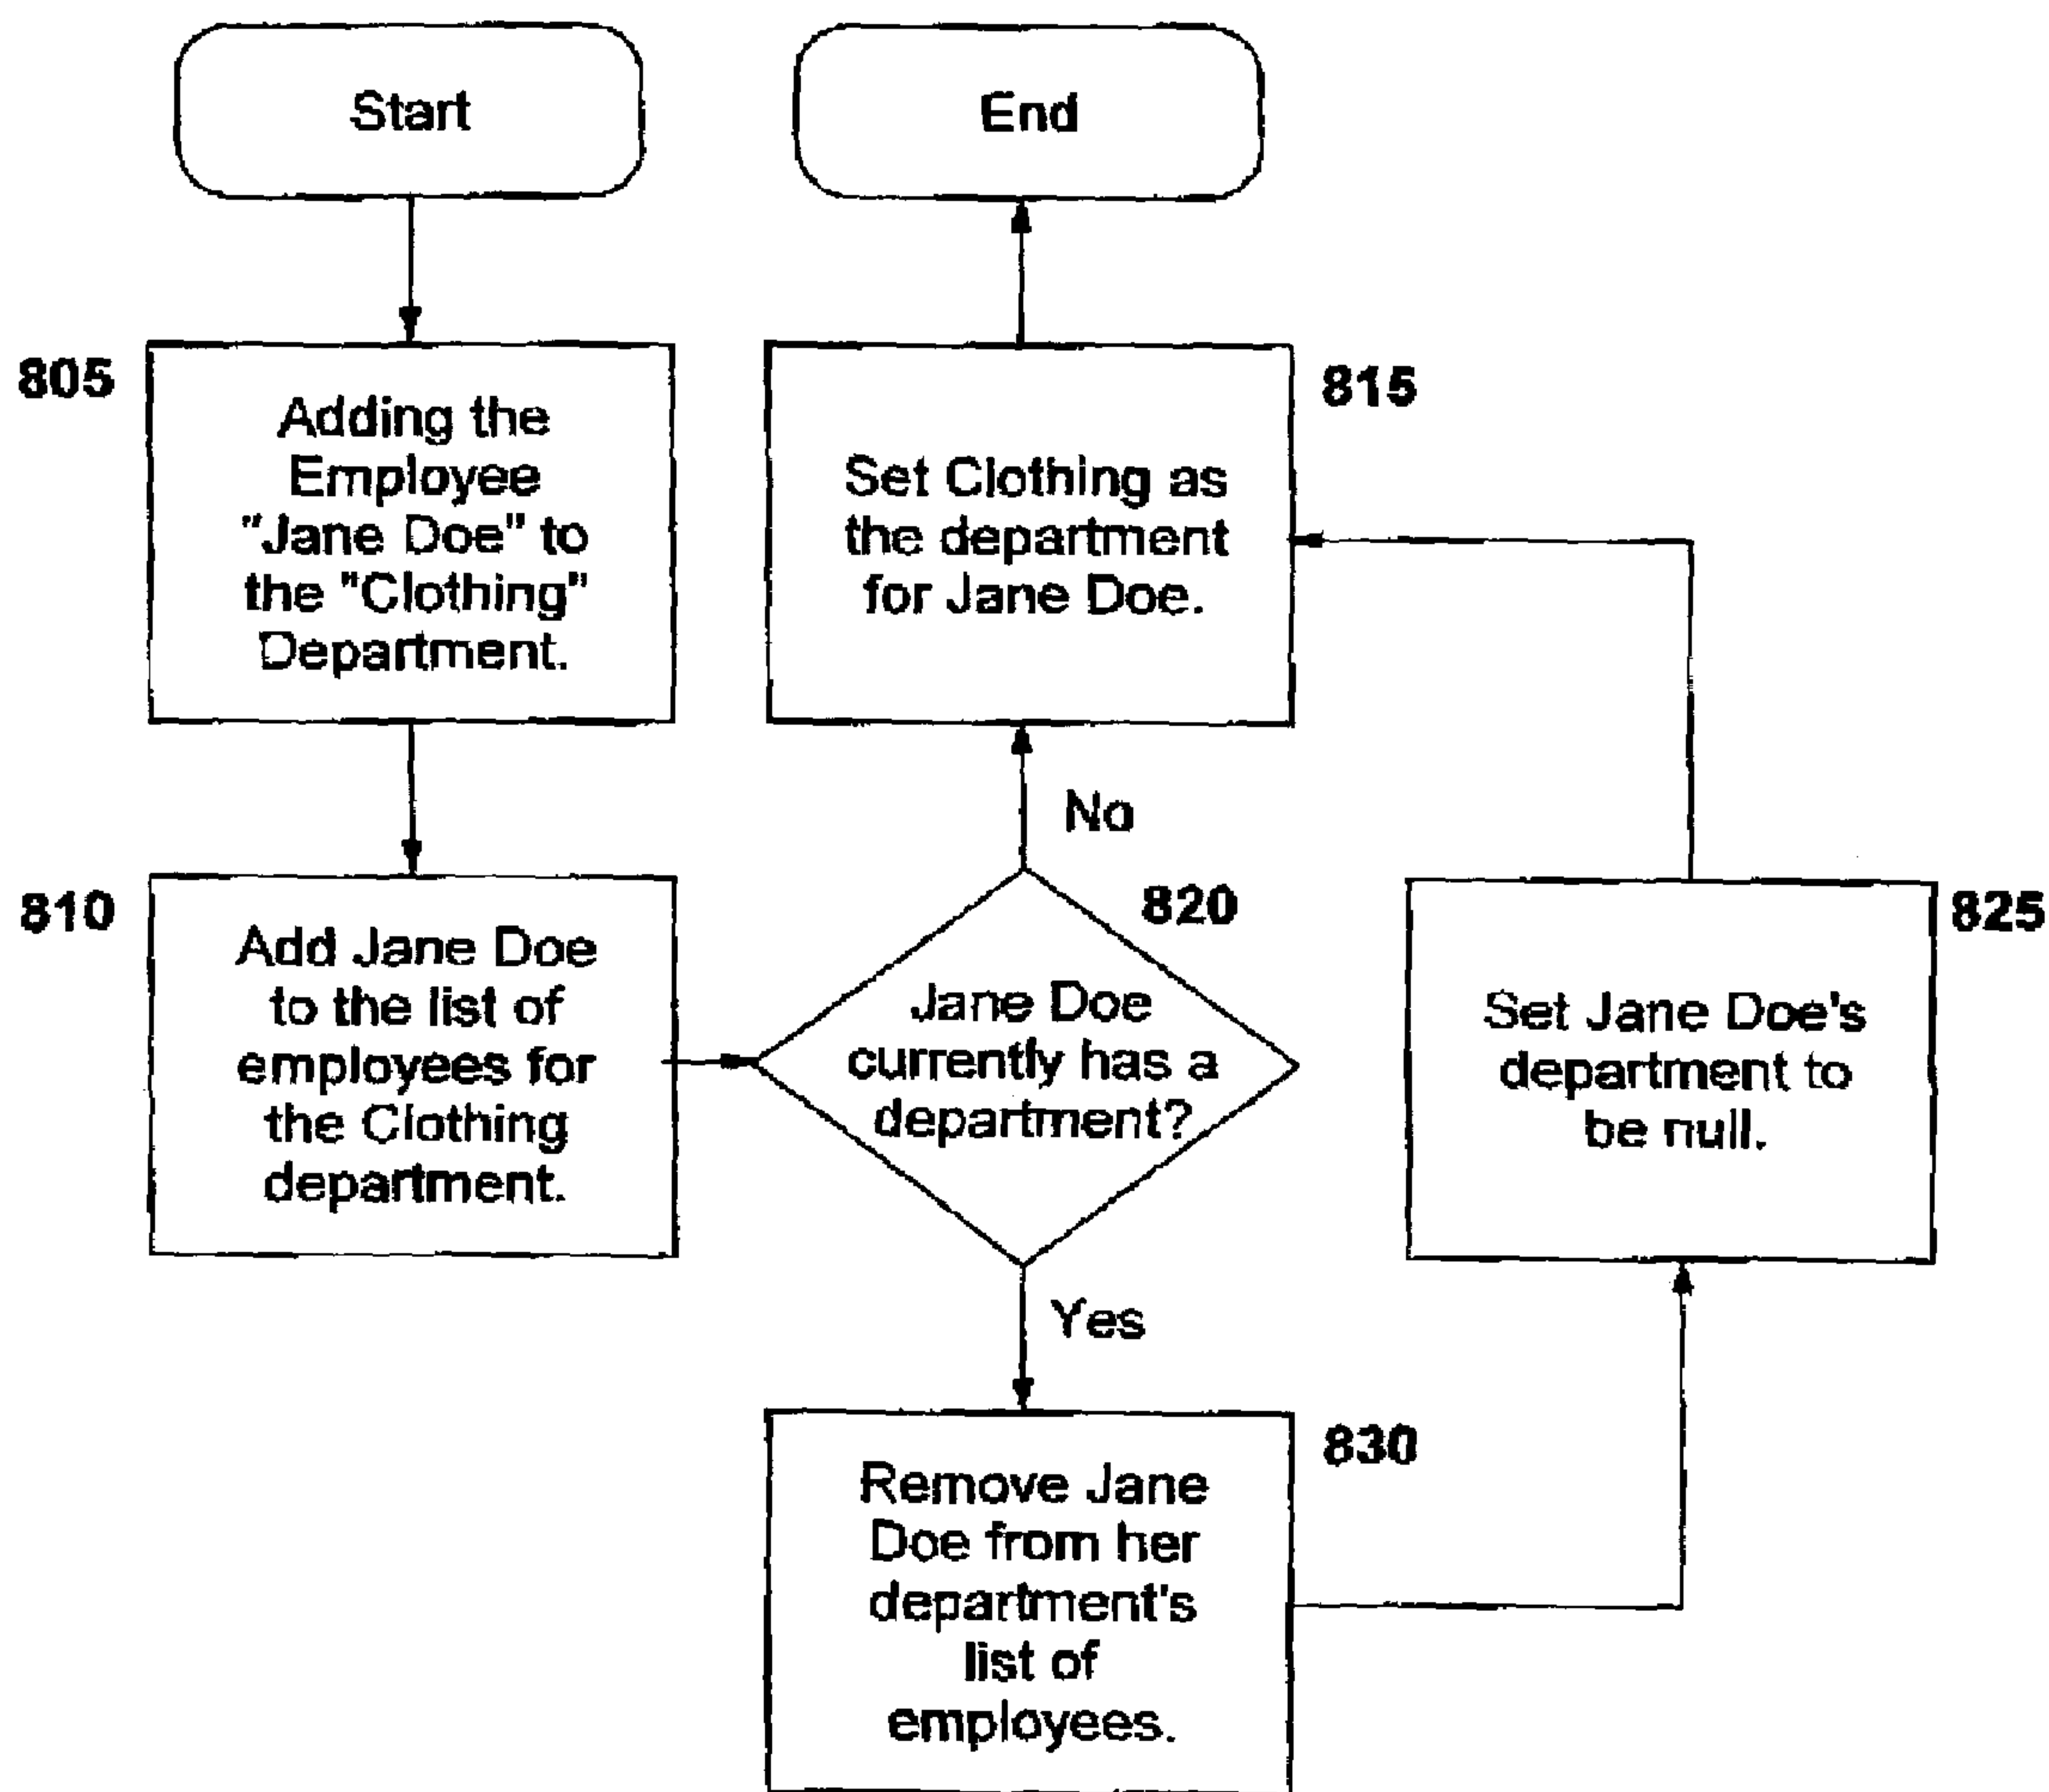 Start
End
805
Adding the
Employee
"Jane Doe" to
the "Clothing"
Department.
815
Set Clothing as
the department
for Jane Doe.
No
810
Add Jane Doe
to the list of
employees for
the Clothing
department.
820
Jane Doe
currently has a
department?
825
Set Jane Doe's
department to
be null.
Yes
830
Remove Jane
Doe from her
department's
list of
employees.